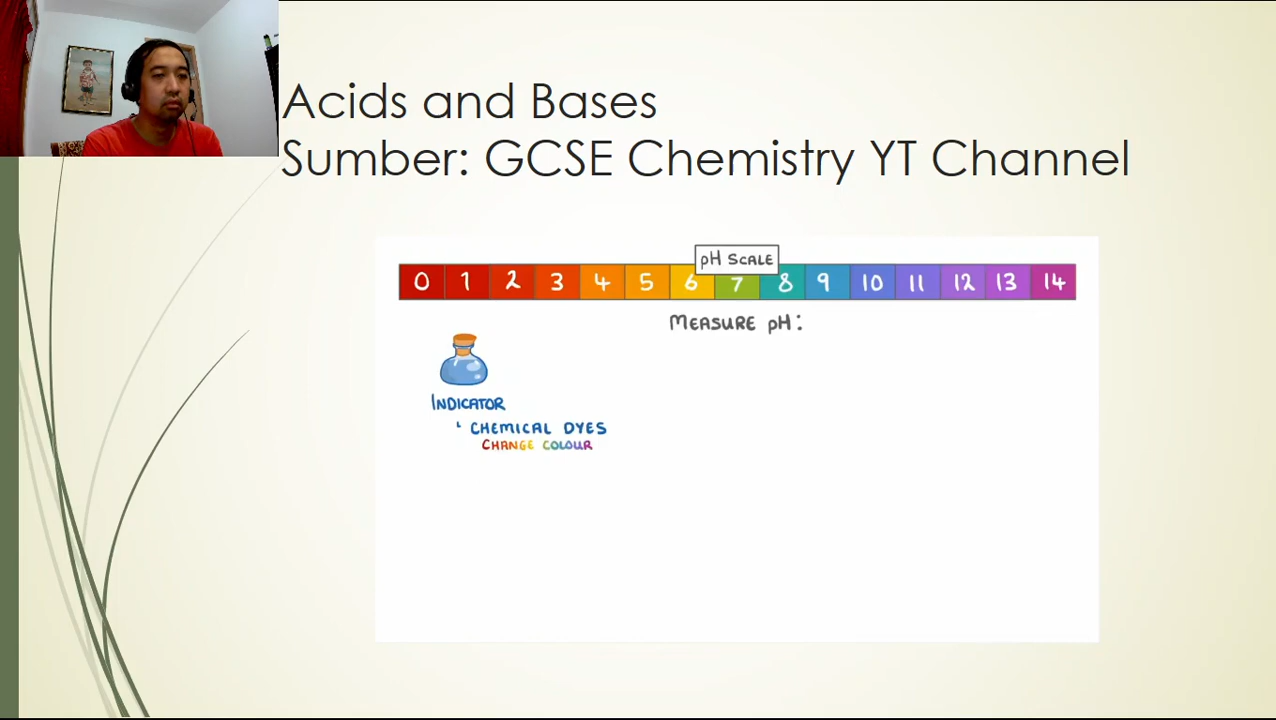 Acids and Bases
Sumber: GCSE Chemistry YT Channel
pH SCALE
0 1 2 3 4 5 6 7 8 9 10 11 12 13 14
MEASURE pH:
INDICATOR
CHEMICAL DYES
CHANGE COLOUR